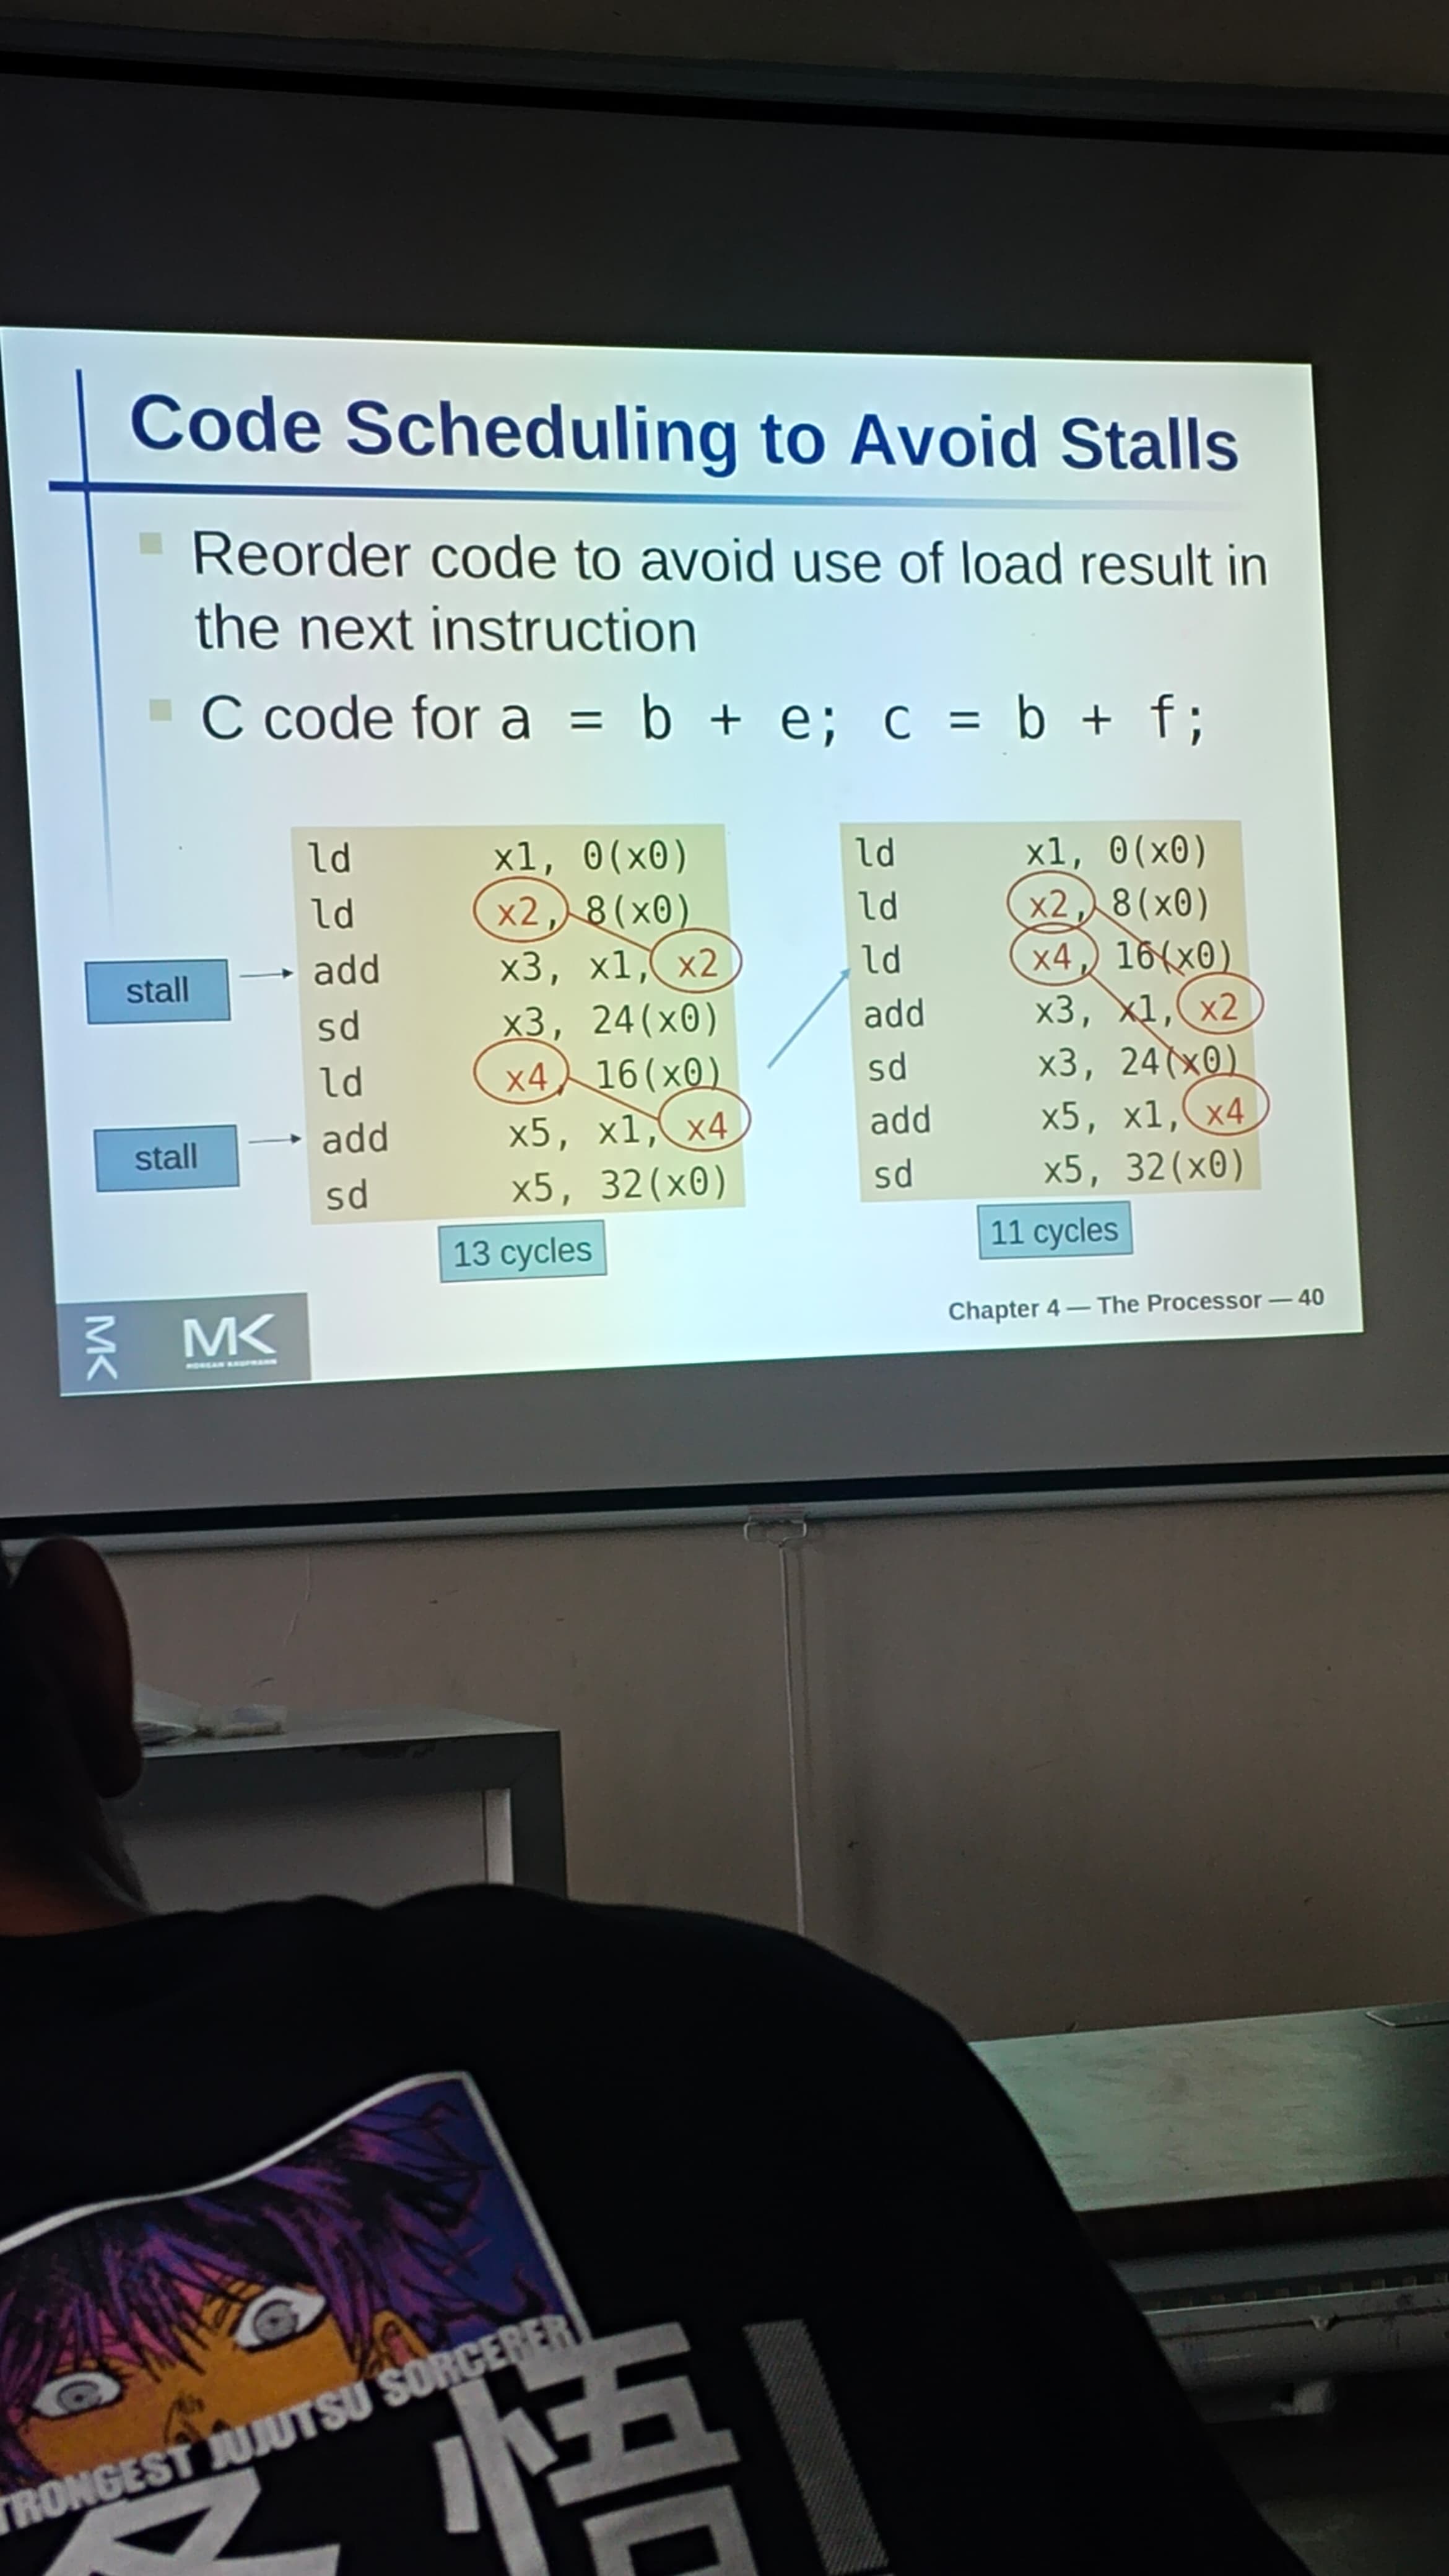 Code Scheduling to Avoid Stalls
Reorder code to avoid use of load result in
the next instruction
C code for a = b + e; c = b + f;
ld x1, 0(x0)
ld x2, 8(x0)
stall add x3, x1, x2
sd x3, 24(x0)
ld x4, 16(x0)
stall add x5, x1, x4
sd x5, 32(x0)
13 cycles
ld x1, 0(x0)
ld x2, 8(x0)
ld x4, 16(x0)
add x3, x1, x2
sd x3, 24(x0)
add x5, x1, x4
sd x5, 32(x0)
11 cycles
MK
MK
MORGAN KAUFMANN
Chapter 4 — The Processor — 40
JUJUTSU SORCERER
悟